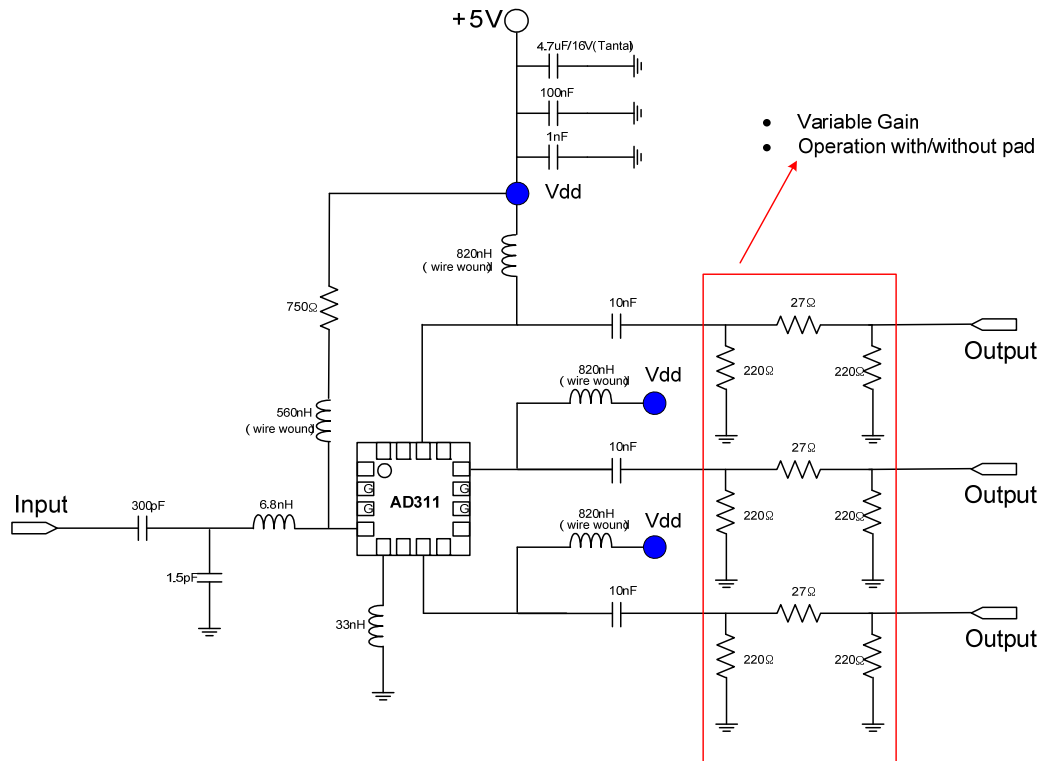 +5V
4.7uF/16V(Tantal)
100nF
1nF
• Variable Gain
• Operation with/without pad
Vdd
820nH
( wire wound)
750Ω
10nF
27Ω
Output
220Ω
220Ω
820nH
( wire wound)
Vdd
560nH
( wire wound)
10nF
27Ω
Output
G
G
AD311
G
G
Input
300pF
6.8nH
220Ω
220Ω
820nH
( wire wound)
Vdd
1.5pF
10nF
27Ω
33nH
Output
220Ω
220Ω